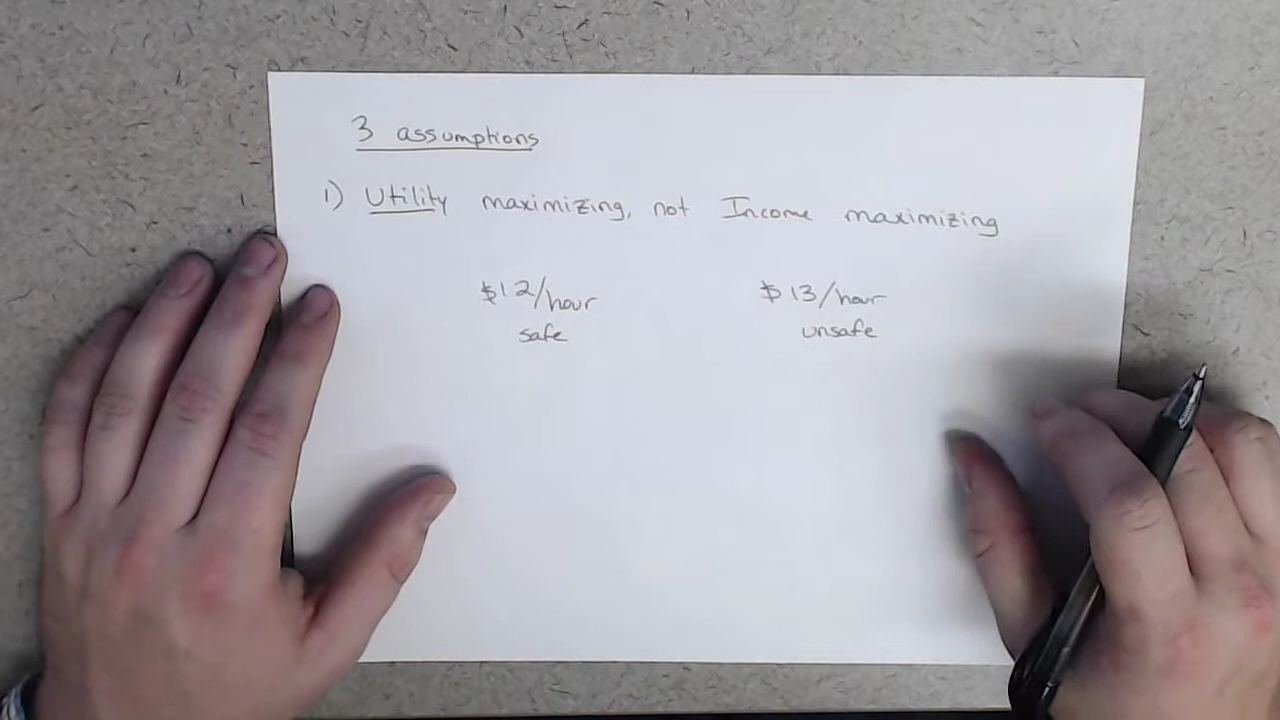 3 assumptions
1) Utility maximizing, not Income maximizing
$12/hour $13/hour
safe unsafe